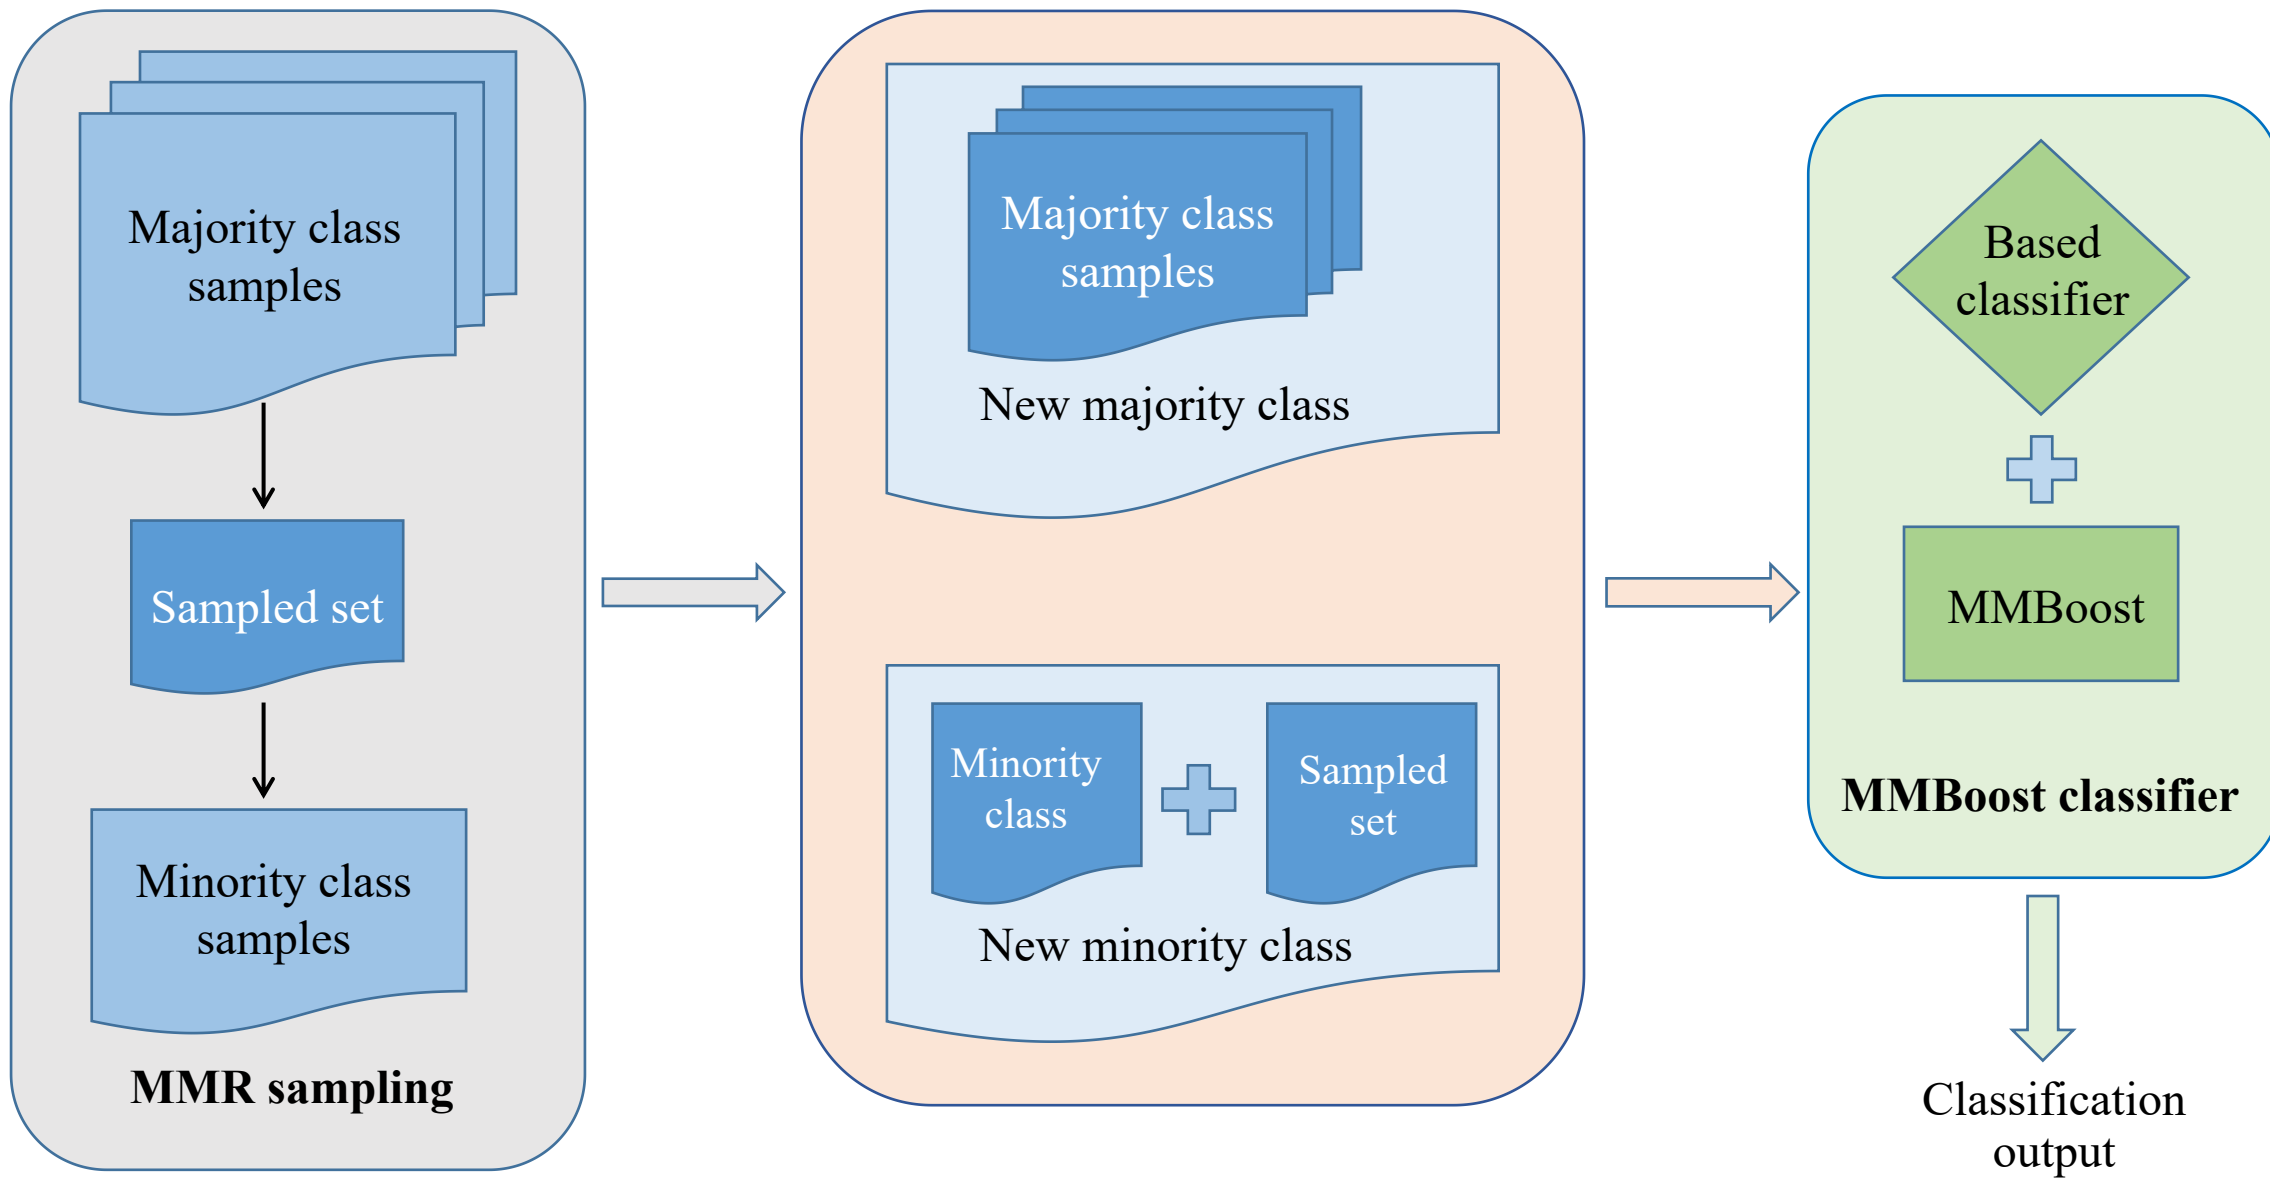 Majority class
samples
Sampled set
Minority class
samples
MMR sampling
Majority class
samples
New majority class
Minority
class
Sampled
set
New minority class
Based
classifier
MMBoost
MMBoost classifier
Classification
output